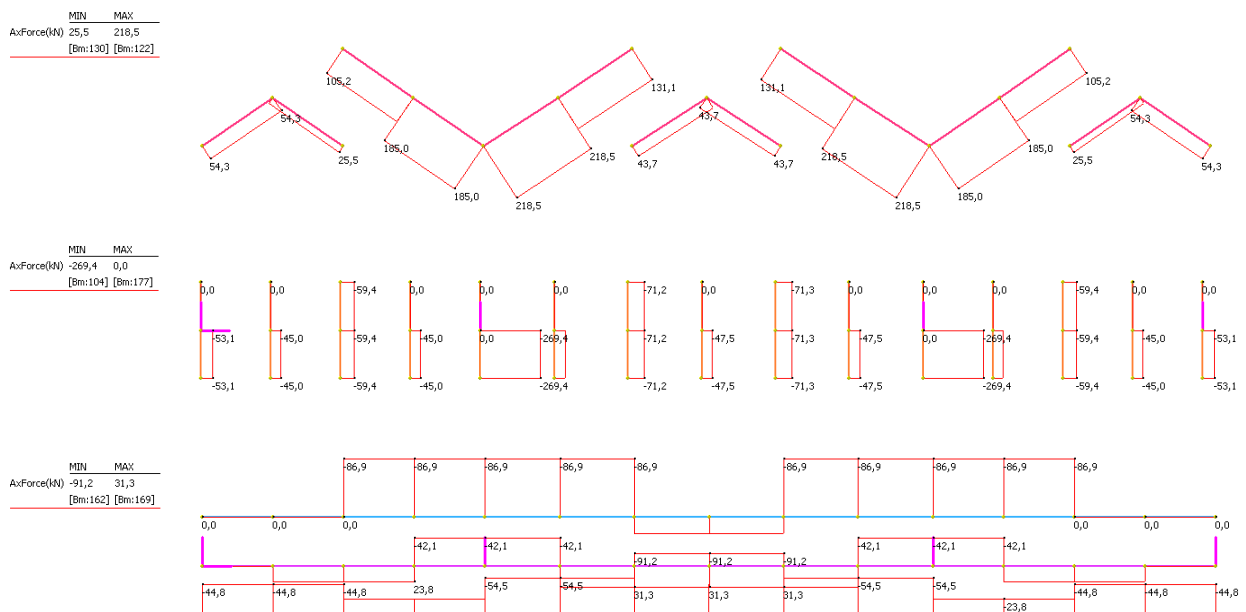 MIN MAX
AxForce(kN) 25,5 218,5
[Bm:130] [Bm:122]
105,2 131,1 131,1 105,2
54,3 54,3 43,7 54,3
185,0 218,5 218,5 185,0
54,3 25,5 43,7 43,7 25,5 54,3
185,0 218,5 218,5 185,0
MIN MAX
AxForce(kN) -269,4 0,0
[Bm:104] [Bm:177]
0,0 0,0 -59,4 0,0 0,0 0,0 -71,2 0,0 -71,3 0,0 0,0 0,0 -59,4 0,0 0,0
-53,1 -45,0 -59,4 -45,0 0,0 -269,4 -71,2 -47,5 -71,3 -47,5 0,0 -269,4 -59,4 -45,0 -53,1
-53,1 -45,0 -59,4 -45,0 -269,4 -71,2 -47,5 -71,3 -47,5 -269,4 -59,4 -45,0 -53,1
MIN MAX
AxForce(kN) -91,2 31,3
[Bm:162] [Bm:169]
-86,9 -86,9 -86,9 -86,9 -86,9 -86,9 -86,9 -86,9 -86,9 -86,9
0,0 0,0 0,0 0,0 0,0 0,0
-42,1 -42,1 -42,1 -42,1 -42,1 -42,1
-91,2 -91,2 -91,2
-44,8 -44,8 -44,8 23,8 -54,5 -54,5 31,3 31,3 31,3 -54,5 -54,5 -23,8 -44,8 -44,8 -44,8